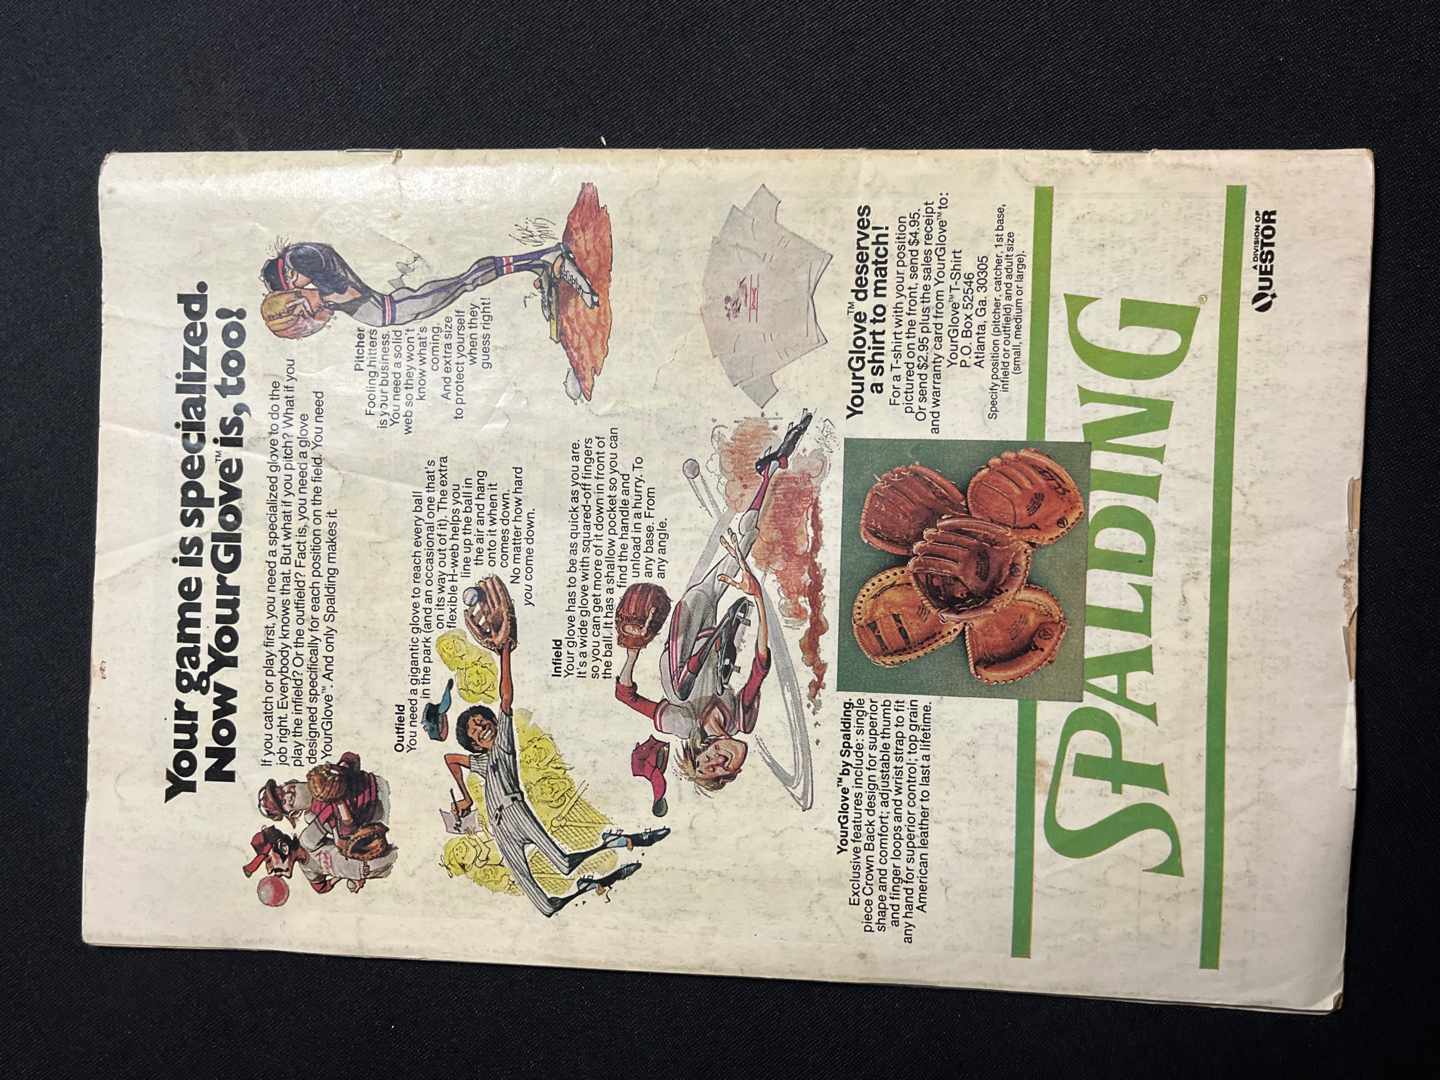 Your game is specialized.
Now YourGlove™ is, too!
If you catch or play first, you need a specialized glove to do the
job right. Everybody knows that. But what if you pitch? What if you
play the infield? Or the outfield? Fact is, you need a glove
designed specifically for each position on the field. You need
YourGlove™. And only Spalding makes it.
Pitcher
Fooling hitters
is your business.
You need a solid
web so they won't
know what's
coming.
And extra size
to protect yourself
when they
guess right!
Outfield
You need a gigantic glove to reach every ball
in the park (and an occasional one that's
on its way out of it). The extra
flexible H-web helps you
line up the ball in
the air and hang
onto it when it
comes down.
No matter how hard
you come down.
Infield
Your glove has to be as quick as you are.
It's a wide glove with squared-off fingers
so you can get more of it down in front of
the ball. It has a shallow pocket so you can
find the handle and
unload in a hurry. To
any base. From
any angle.
YourGlove™ by Spalding.
Exclusive features include: single
piece Crown Back design for superior
shape and comfort; adjustable thumb
and finger loops and wrist strap to fit
any hand for superior control; top grain
American leather to last a lifetime.
YourGlove™ deserves
a shirt to match!
For a T-shirt with your position
pictured on the front, send $4.95.
Or send $2.95 plus the sales receipt
and warranty card from YourGlove™ to:
YourGlove™ T-Shirt
P.O. Box 52546
Atlanta, Ga. 30305
Specify position (pitcher, catcher, 1st base,
infield or outfield) and adult size
(small, medium or large).
SPALDING®
A DIVISION OF
QUESTOR